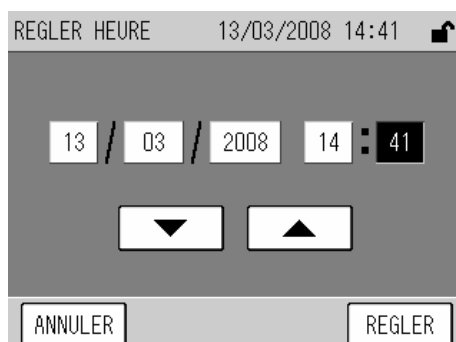 REGLER HEURE 13/03/2008 14:41
13 / 03 / 2008 14 : 41
ANNULER REGLER